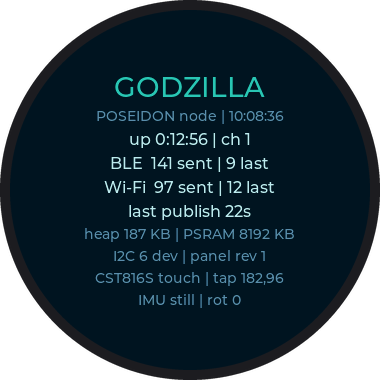 GODZILLA
POSEIDON node | 10:08:36
up 0:12:56 | ch 1
BLE  141 sent | 9 last
Wi-Fi  97 sent | 12 last
last publish 22s
heap 187 KB | PSRAM 8192 KB
I2C 6 dev | panel rev 1
CST816S touch | tap 182,96
IMU still | rot 0